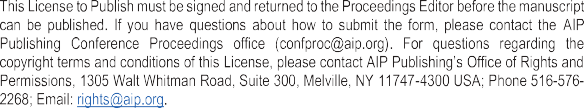 This License to Publish must be signed and returned to the Proceedings Editor before the manuscript
can be published. If you have questions about how to submit the form, please contact the AIP
Publishing Conference Proceedings office (confproc@aip.org). For questions regarding the
copyright terms and conditions of this License, please contact AIP Publishing's Office of Rights and
Permissions, 1305 Walt Whitman Road, Suite 300, Melville, NY 11747-4300 USA; Phone 516-576-
2268; Email: rights@aip.org.